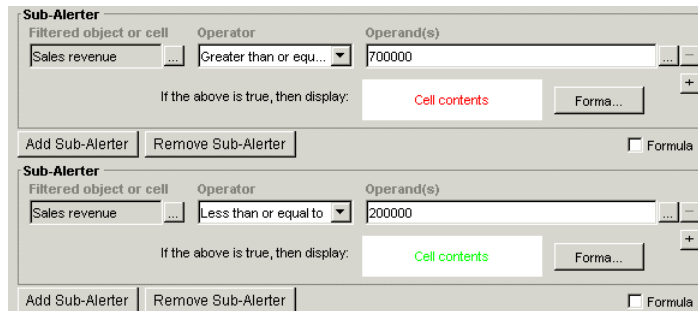 Sub-Alerter
Filtered object or cell Operator Operand(s)
Sales revenue ... Greater than or equ... 700000 ... −
+
If the above is true, then display: Cell contents Forma...
Add Sub-Alerter Remove Sub-Alerter Formula
Sub-Alerter
Filtered object or cell Operator Operand(s)
Sales revenue ... Less than or equal to 200000 ... −
+
If the above is true, then display: Cell contents Forma...
Add Sub-Alerter Remove Sub-Alerter Formula